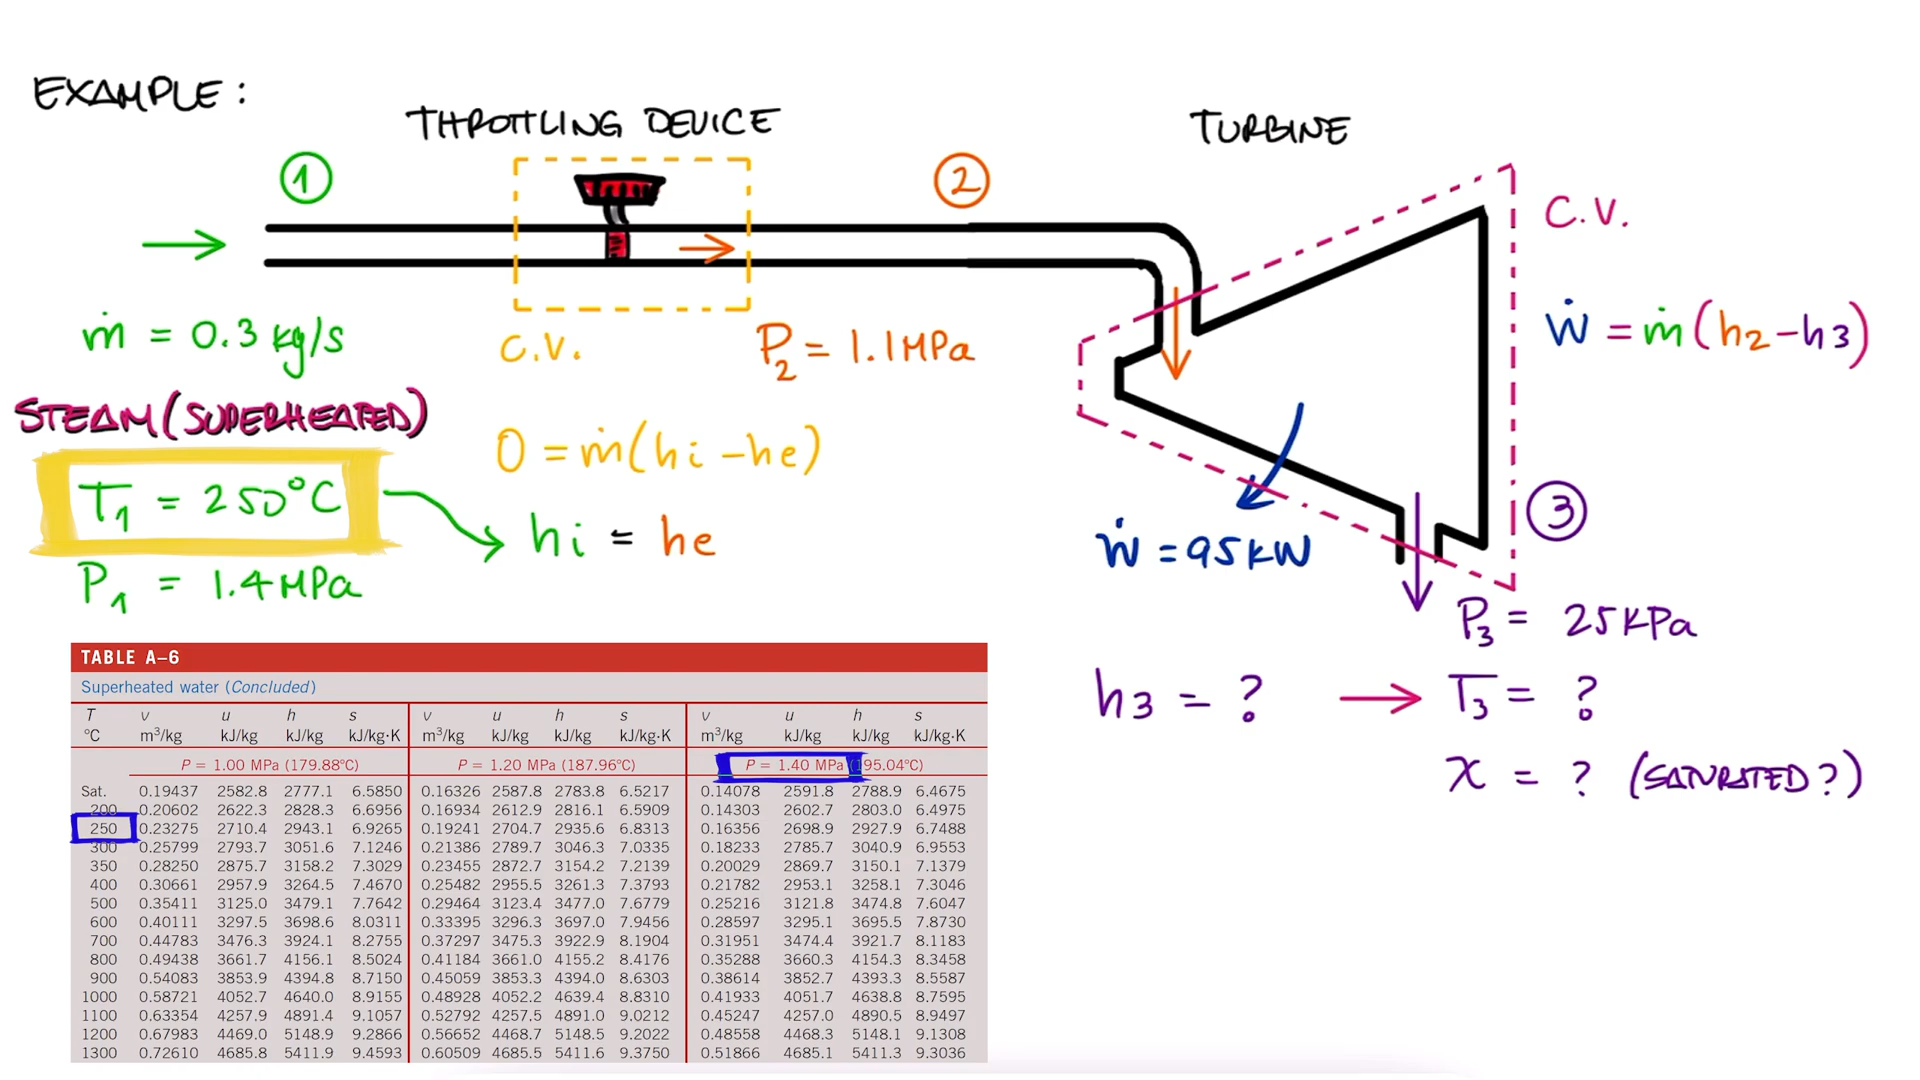 EXAMPLE:
THROTTLING DEVICE
TURBINE
1
2
C.V.
ṁ = 0.3 kg/s
C.V.
P2 = 1.1MPa
ẇ = ṁ(h2-h3)
STEAM(SUPERHEATED)
0 = ṁ(hi-he)
T1 = 250°C
hi = he
3
ẇ = 95kW
P1 = 1.4MPa
P3 = 25kPa
h3 = ?
T3 = ?
x = ? (SATURATED?)
TABLE A–6
Superheated water (Concluded)
T v u h s v u h s v u h s
°C m³/kg kJ/kg kJ/kg kJ/kg·K m³/kg kJ/kg kJ/kg kJ/kg·K m³/kg kJ/kg kJ/kg kJ/kg·K
P = 1.00 MPa (179.88°C) P = 1.20 MPa (187.96°C) P = 1.40 MPa (195.04°C)
Sat. 0.19437 2582.8 2777.1 6.5850 0.16326 2587.8 2783.8 6.5217 0.14078 2591.8 2788.9 6.4675
200 0.20602 2622.3 2828.3 6.6956 0.16934 2612.9 2816.1 6.5909 0.14303 2602.7 2803.0 6.4975
250 0.23275 2710.4 2943.1 6.9265 0.19241 2704.7 2935.6 6.8313 0.16356 2698.9 2927.9 6.7488
300 0.25799 2793.7 3051.6 7.1246 0.21386 2789.7 3046.3 7.0335 0.18233 2785.7 3040.9 6.9553
350 0.28250 2875.7 3158.2 7.3029 0.23455 2872.7 3154.2 7.2139 0.20029 2869.7 3150.1 7.1379
400 0.30661 2957.9 3264.5 7.4670 0.25482 2955.5 3261.3 7.3793 0.21782 2953.1 3258.1 7.3046
500 0.35411 3125.0 3479.1 7.7642 0.29464 3123.4 3477.0 7.6779 0.25216 3121.8 3474.8 7.6047
600 0.40111 3297.5 3698.6 8.0311 0.33395 3296.3 3697.0 7.9456 0.28597 3295.1 3695.5 7.8730
700 0.44783 3476.3 3924.1 8.2755 0.37297 3475.3 3922.9 8.1904 0.31951 3474.4 3921.7 8.1183
800 0.49438 3661.7 4156.1 8.5024 0.41184 3661.0 4155.2 8.4176 0.35288 3660.3 4154.3 8.3458
900 0.54083 3853.9 4394.8 8.7150 0.45059 3853.3 4394.0 8.6303 0.38614 3852.7 4393.3 8.5587
1000 0.58721 4052.7 4640.0 8.9155 0.48928 4052.2 4639.4 8.8310 0.41933 4051.7 4638.8 8.7595
1100 0.63354 4257.9 4891.4 9.1057 0.52792 4257.5 4891.0 9.0212 0.45247 4257.0 4890.5 8.9497
1200 0.67983 4469.0 5148.9 9.2866 0.56652 4468.7 5148.5 9.2022 0.48558 4468.3 5148.1 9.1308
1300 0.72610 4685.8 5411.9 9.4593 0.60509 4685.5 5411.6 9.3750 0.51866 4685.1 5411.3 9.3036